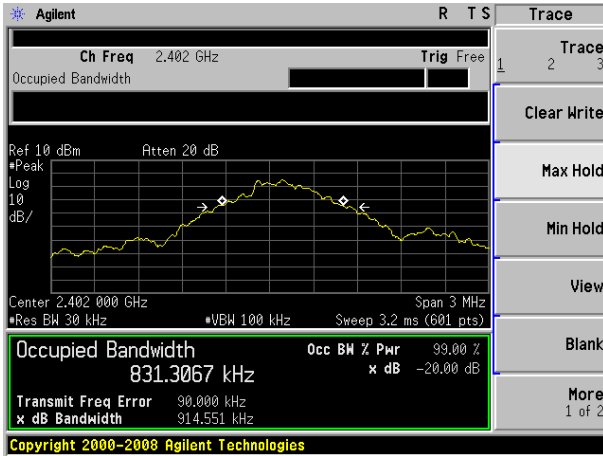 Agilent R T S Trace
Ch Freq 2.402 GHz Trig Free
Occupied Bandwidth
Trace
1 2 3
Clear Write
Max Hold
Min Hold
View
Blank
More
1 of 2
Ref 10 dBm Atten 20 dB
#Peak
Log
10
dB/
Center 2.402 000 GHz Span 3 MHz
#Res BW 30 kHz #VBW 100 kHz Sweep 3.2 ms (601 pts)
Occupied Bandwidth Occ BW % Pwr 99.00 %
831.3067 kHz x dB -20.00 dB
Transmit Freq Error 90.000 kHz
x dB Bandwidth 914.551 kHz
Copyright 2000-2008 Agilent Technologies